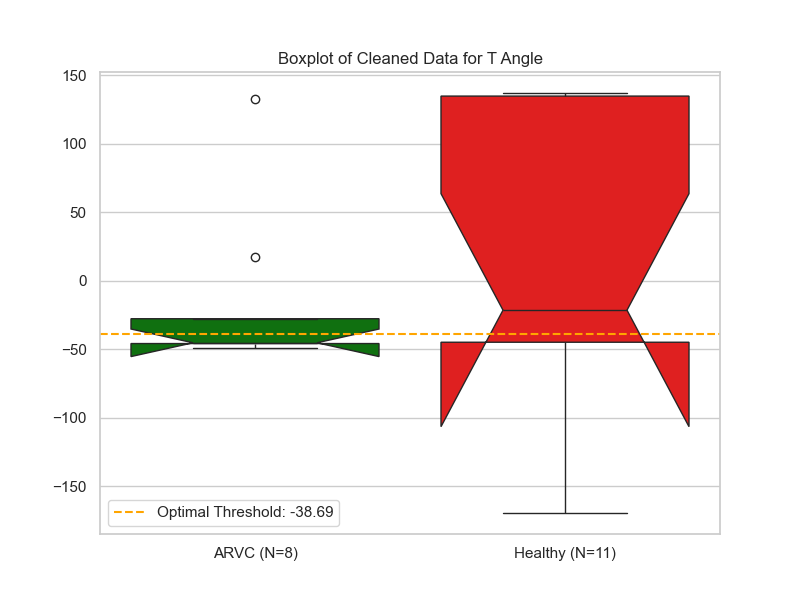 Boxplot of Cleaned Data for T Angle
150
100
50
0
−50
−100
−150
Optimal Threshold: -38.69
ARVC (N=8)
Healthy (N=11)